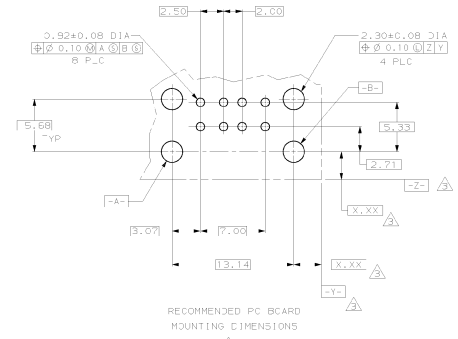 2.50 2.00
0.92±0.08 DIA 2.30±0.08 DIA
⌖ Ø 0.10 Ⓜ A Ⓢ B Ⓢ ⌖ Ø 0.10 Ⓛ Z Y
8 PLC 4 PLC
-B-
5.68 5.33
TYP
2.71
-Z- 3
-A- X.XX
3
3.07 7.00
13.14 X.XX
3
-Y- 3
RECOMMENDED PC BOARD
MOUNTING DIMENSIONS